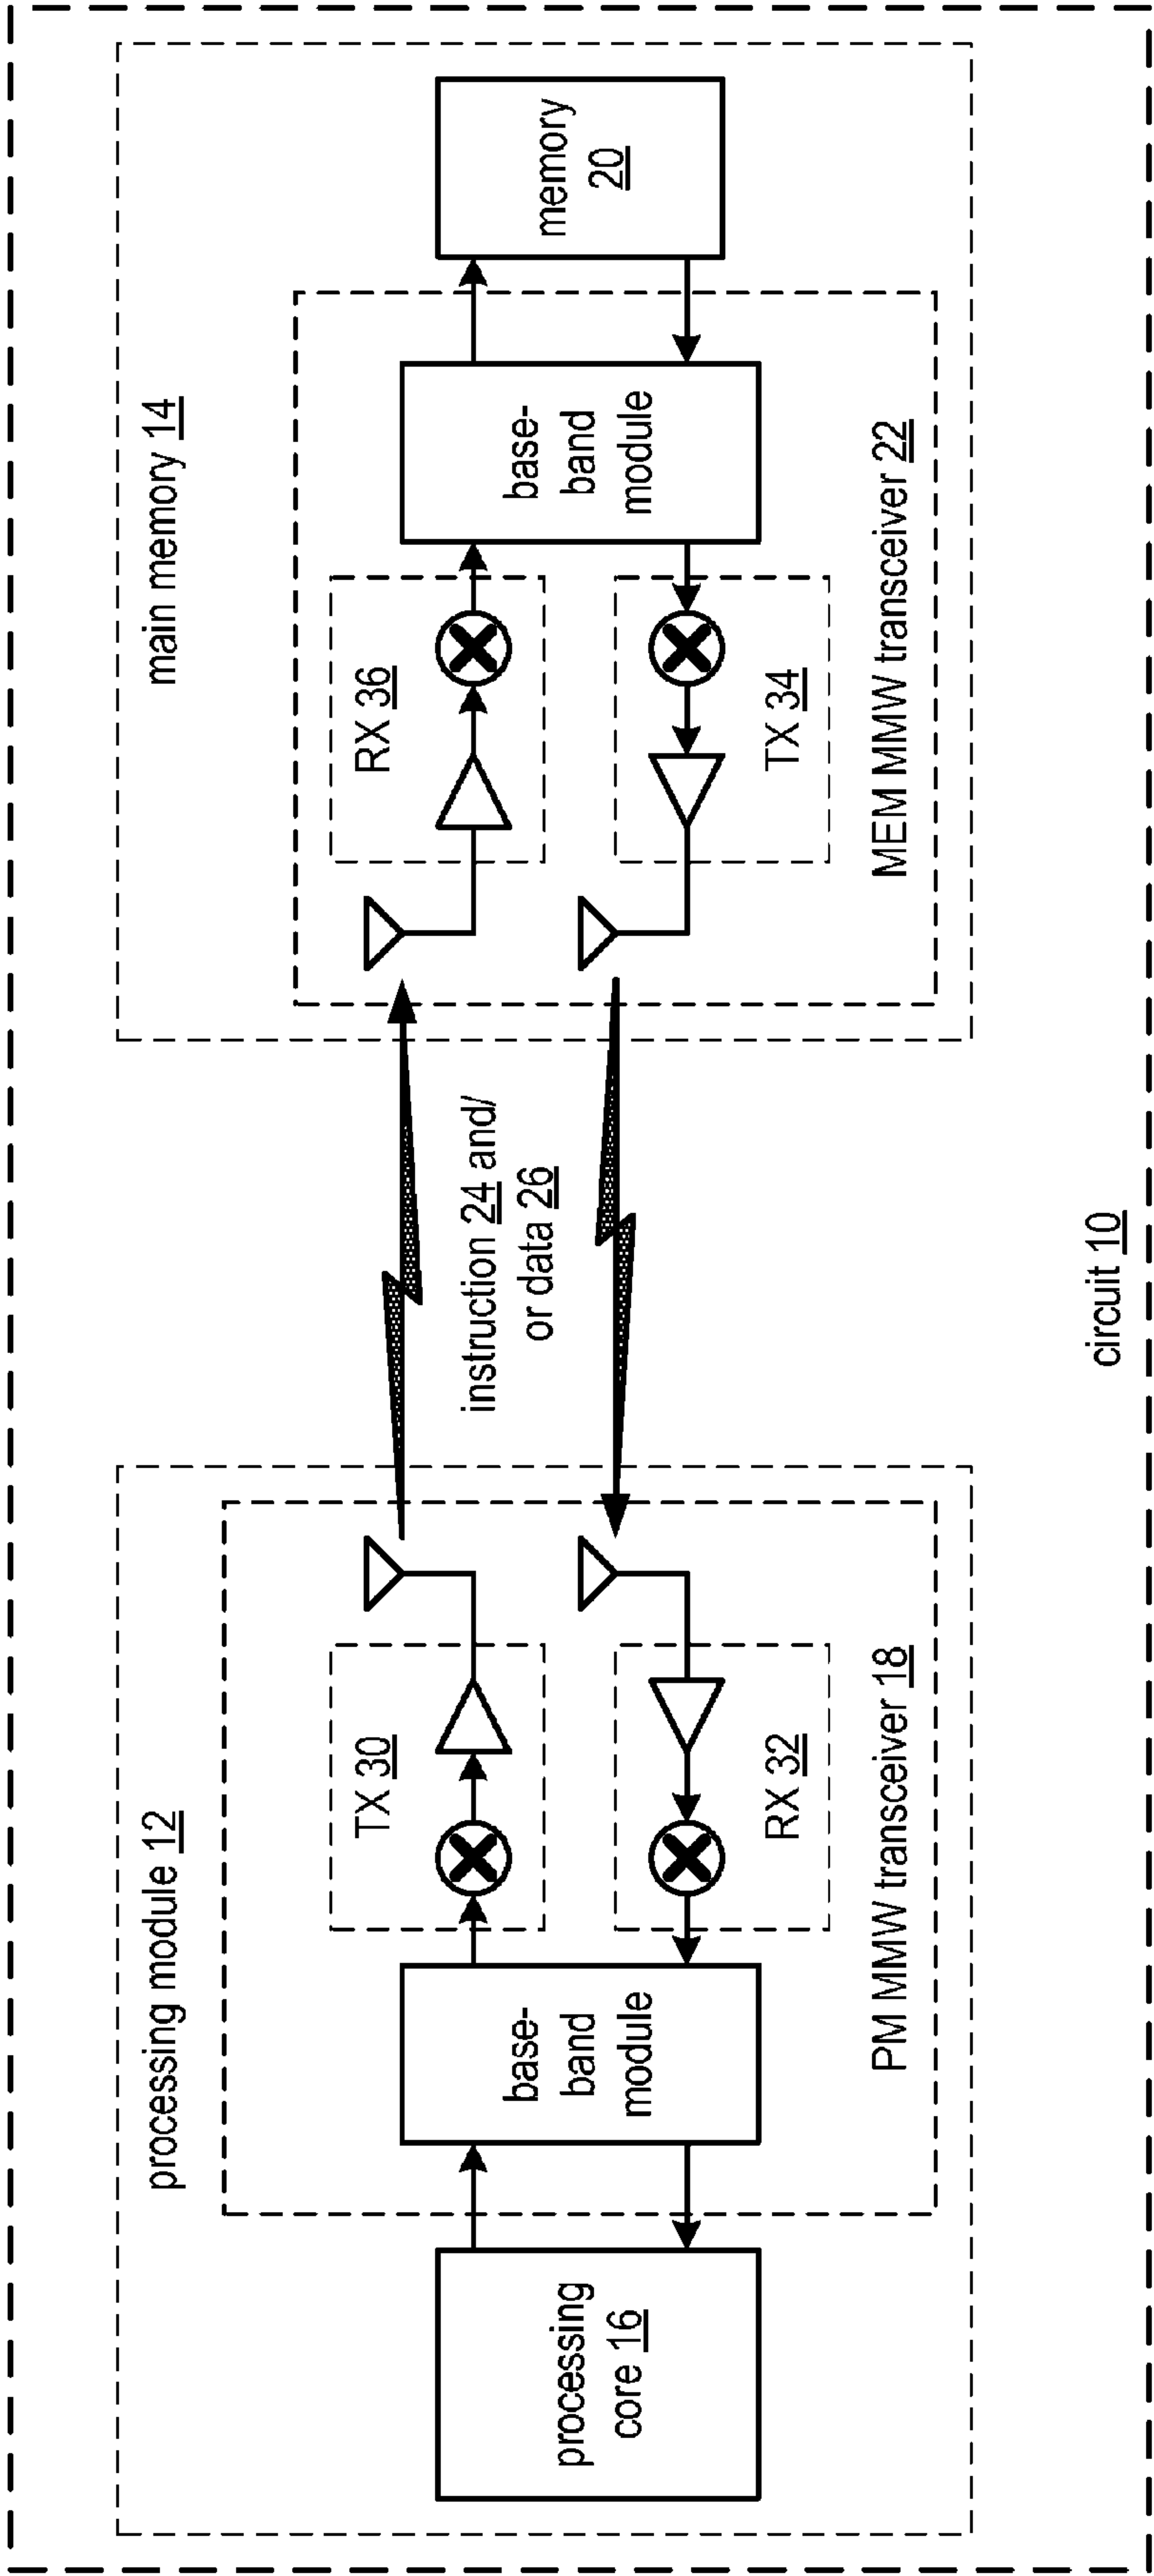 processing module 12
main memory 14
TX 30
RX 36
processing
core 16
base-
band
module
instruction 24 and/
or data 26
base-
band
module
memory
20
RX 32
TX 34
PM MMW transceiver 18
MEM MMW transceiver 22
circuit 10